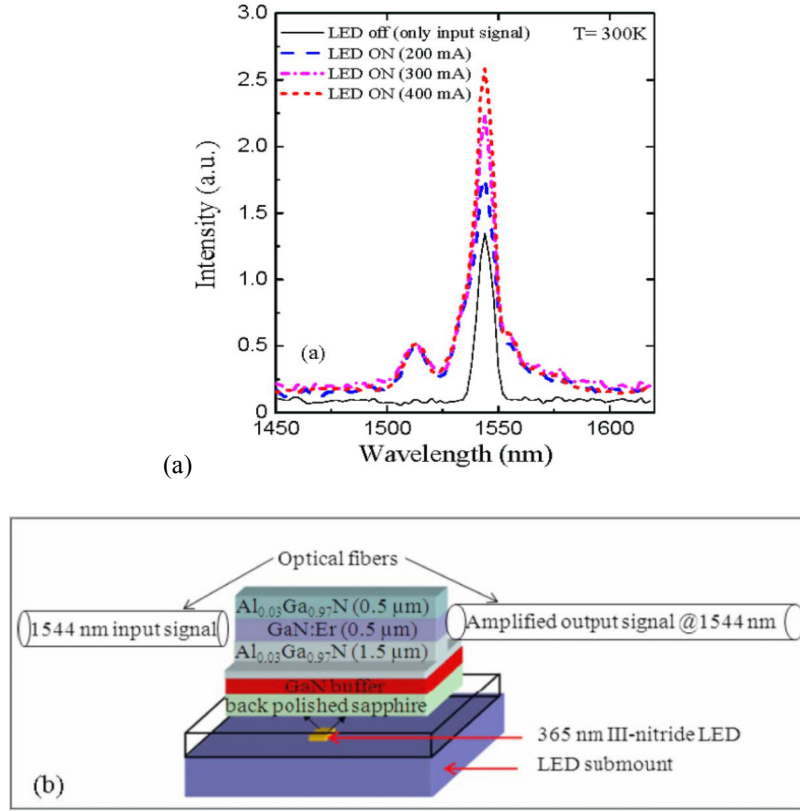 3.0
LED off (only input signal)
T= 300K
LED ON (200 mA)
2.5
LED ON (300 mA)
LED ON (400 mA)
2.0
Intensity (a.u.)
1.5
1.0
0.5
(a)
0
1450
1500
1550
1600
Wavelength (nm)
(a)
Optical fibers
Al0.03Ga0.97N (0.5 µm)
1544 nm input signal
GaN:Er (0.5 µm)
Amplified output signal @1544 nm
Al0.03Ga0.97N (1.5 µm)
GaN buffer
back polished sapphire
365 nm III-nitride LED
LED submount
(b)